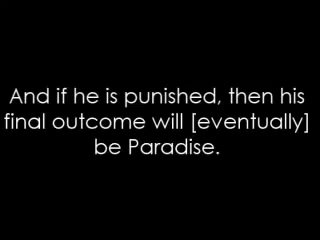 And if he is punished, then his
final outcome will [eventually]
be Paradise.